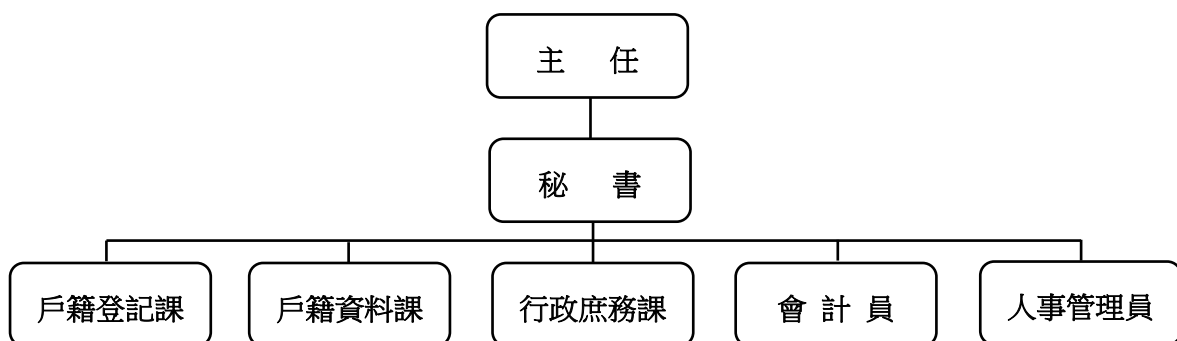 主 任
秘 書
戶籍登記課
戶籍資料課
行政庶務課
會 計 員
人事管理員